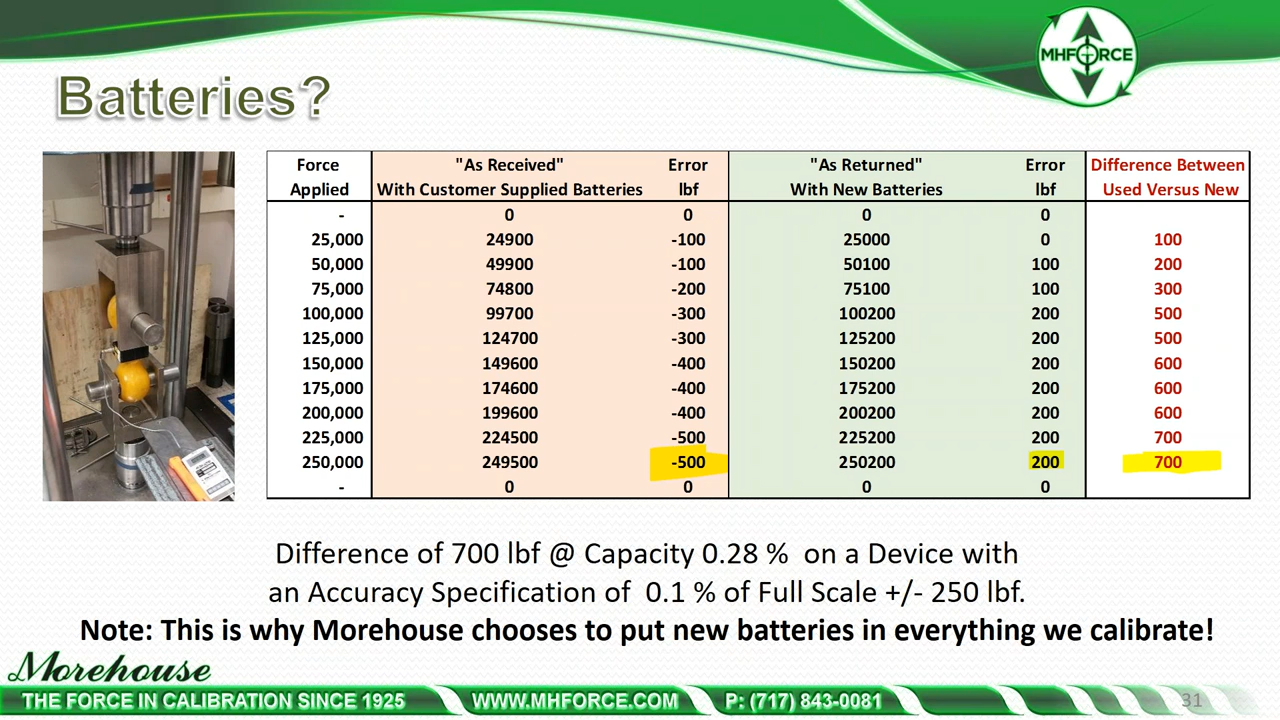 MHFORCE
Batteries?
Force "As Received" Error "As Returned" Error Difference Between
Applied With Customer Supplied Batteries lbf With New Batteries lbf Used Versus New
- 0 0 0 0
25,000 24900 -100 25000 0 100
50,000 49900 -100 50100 100 200
75,000 74800 -200 75100 100 300
100,000 99700 -300 100200 200 500
125,000 124700 -300 125200 200 500
150,000 149600 -400 150200 200 600
175,000 174600 -400 175200 200 600
200,000 199600 -400 200200 200 600
225,000 224500 -500 225200 200 700
250,000 249500 -500 250200 200 700
- 0 0 0 0
Difference of 700 lbf @ Capacity 0.28 % on a Device with
an Accuracy Specification of 0.1 % of Full Scale +/- 250 lbf.
Note: This is why Morehouse chooses to put new batteries in everything we calibrate!
Morehouse
THE FORCE IN CALIBRATION SINCE 1925 WWW.MHFORCE.COM P: (717) 843-0081 31